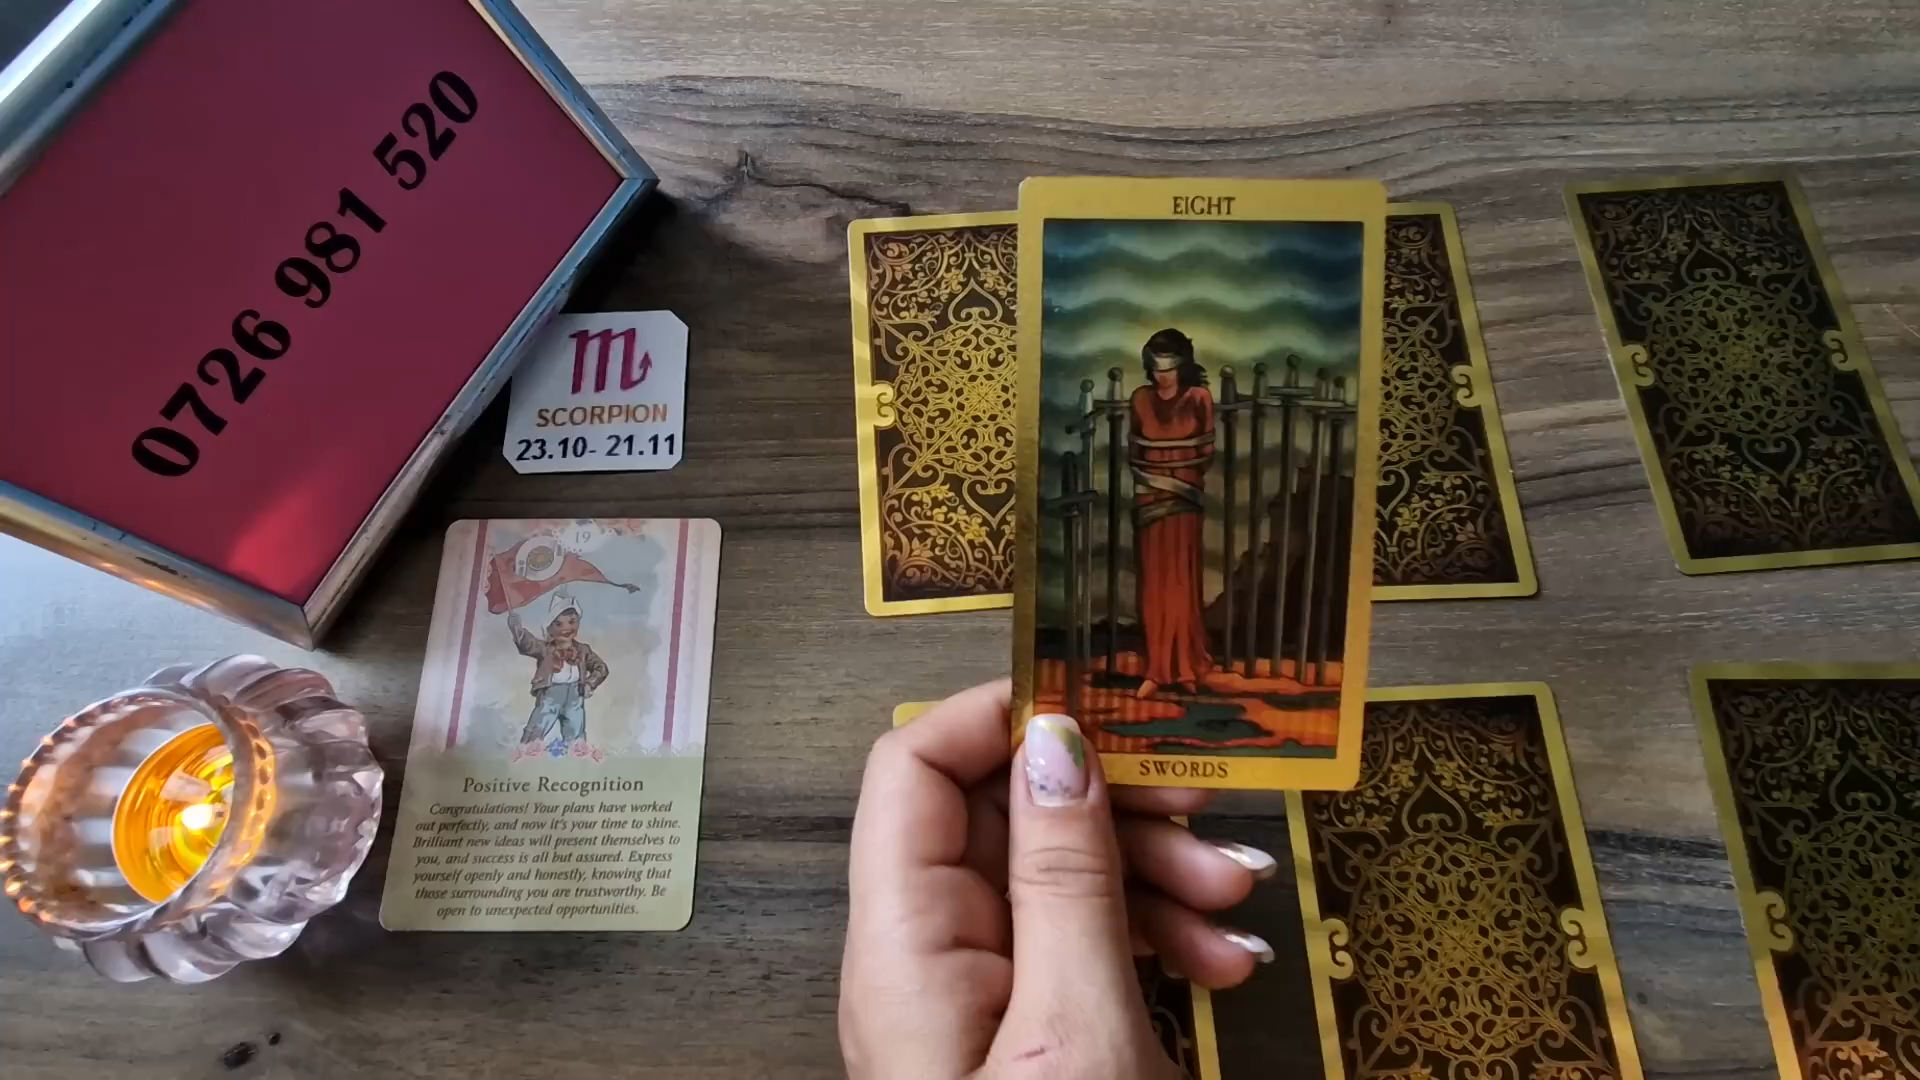 0726 981 520
SCORPION
23.10- 21.11
19
Positive Recognition
Congratulations! Your plans have worked
out perfectly, and now it's your time to shine.
Brilliant new ideas will present themselves to
you, and success is all but assured. Express
yourself openly and honestly, knowing that
those surrounding you are trustworthy. Be
open to unexpected opportunities.
EIGHT
SWORDS